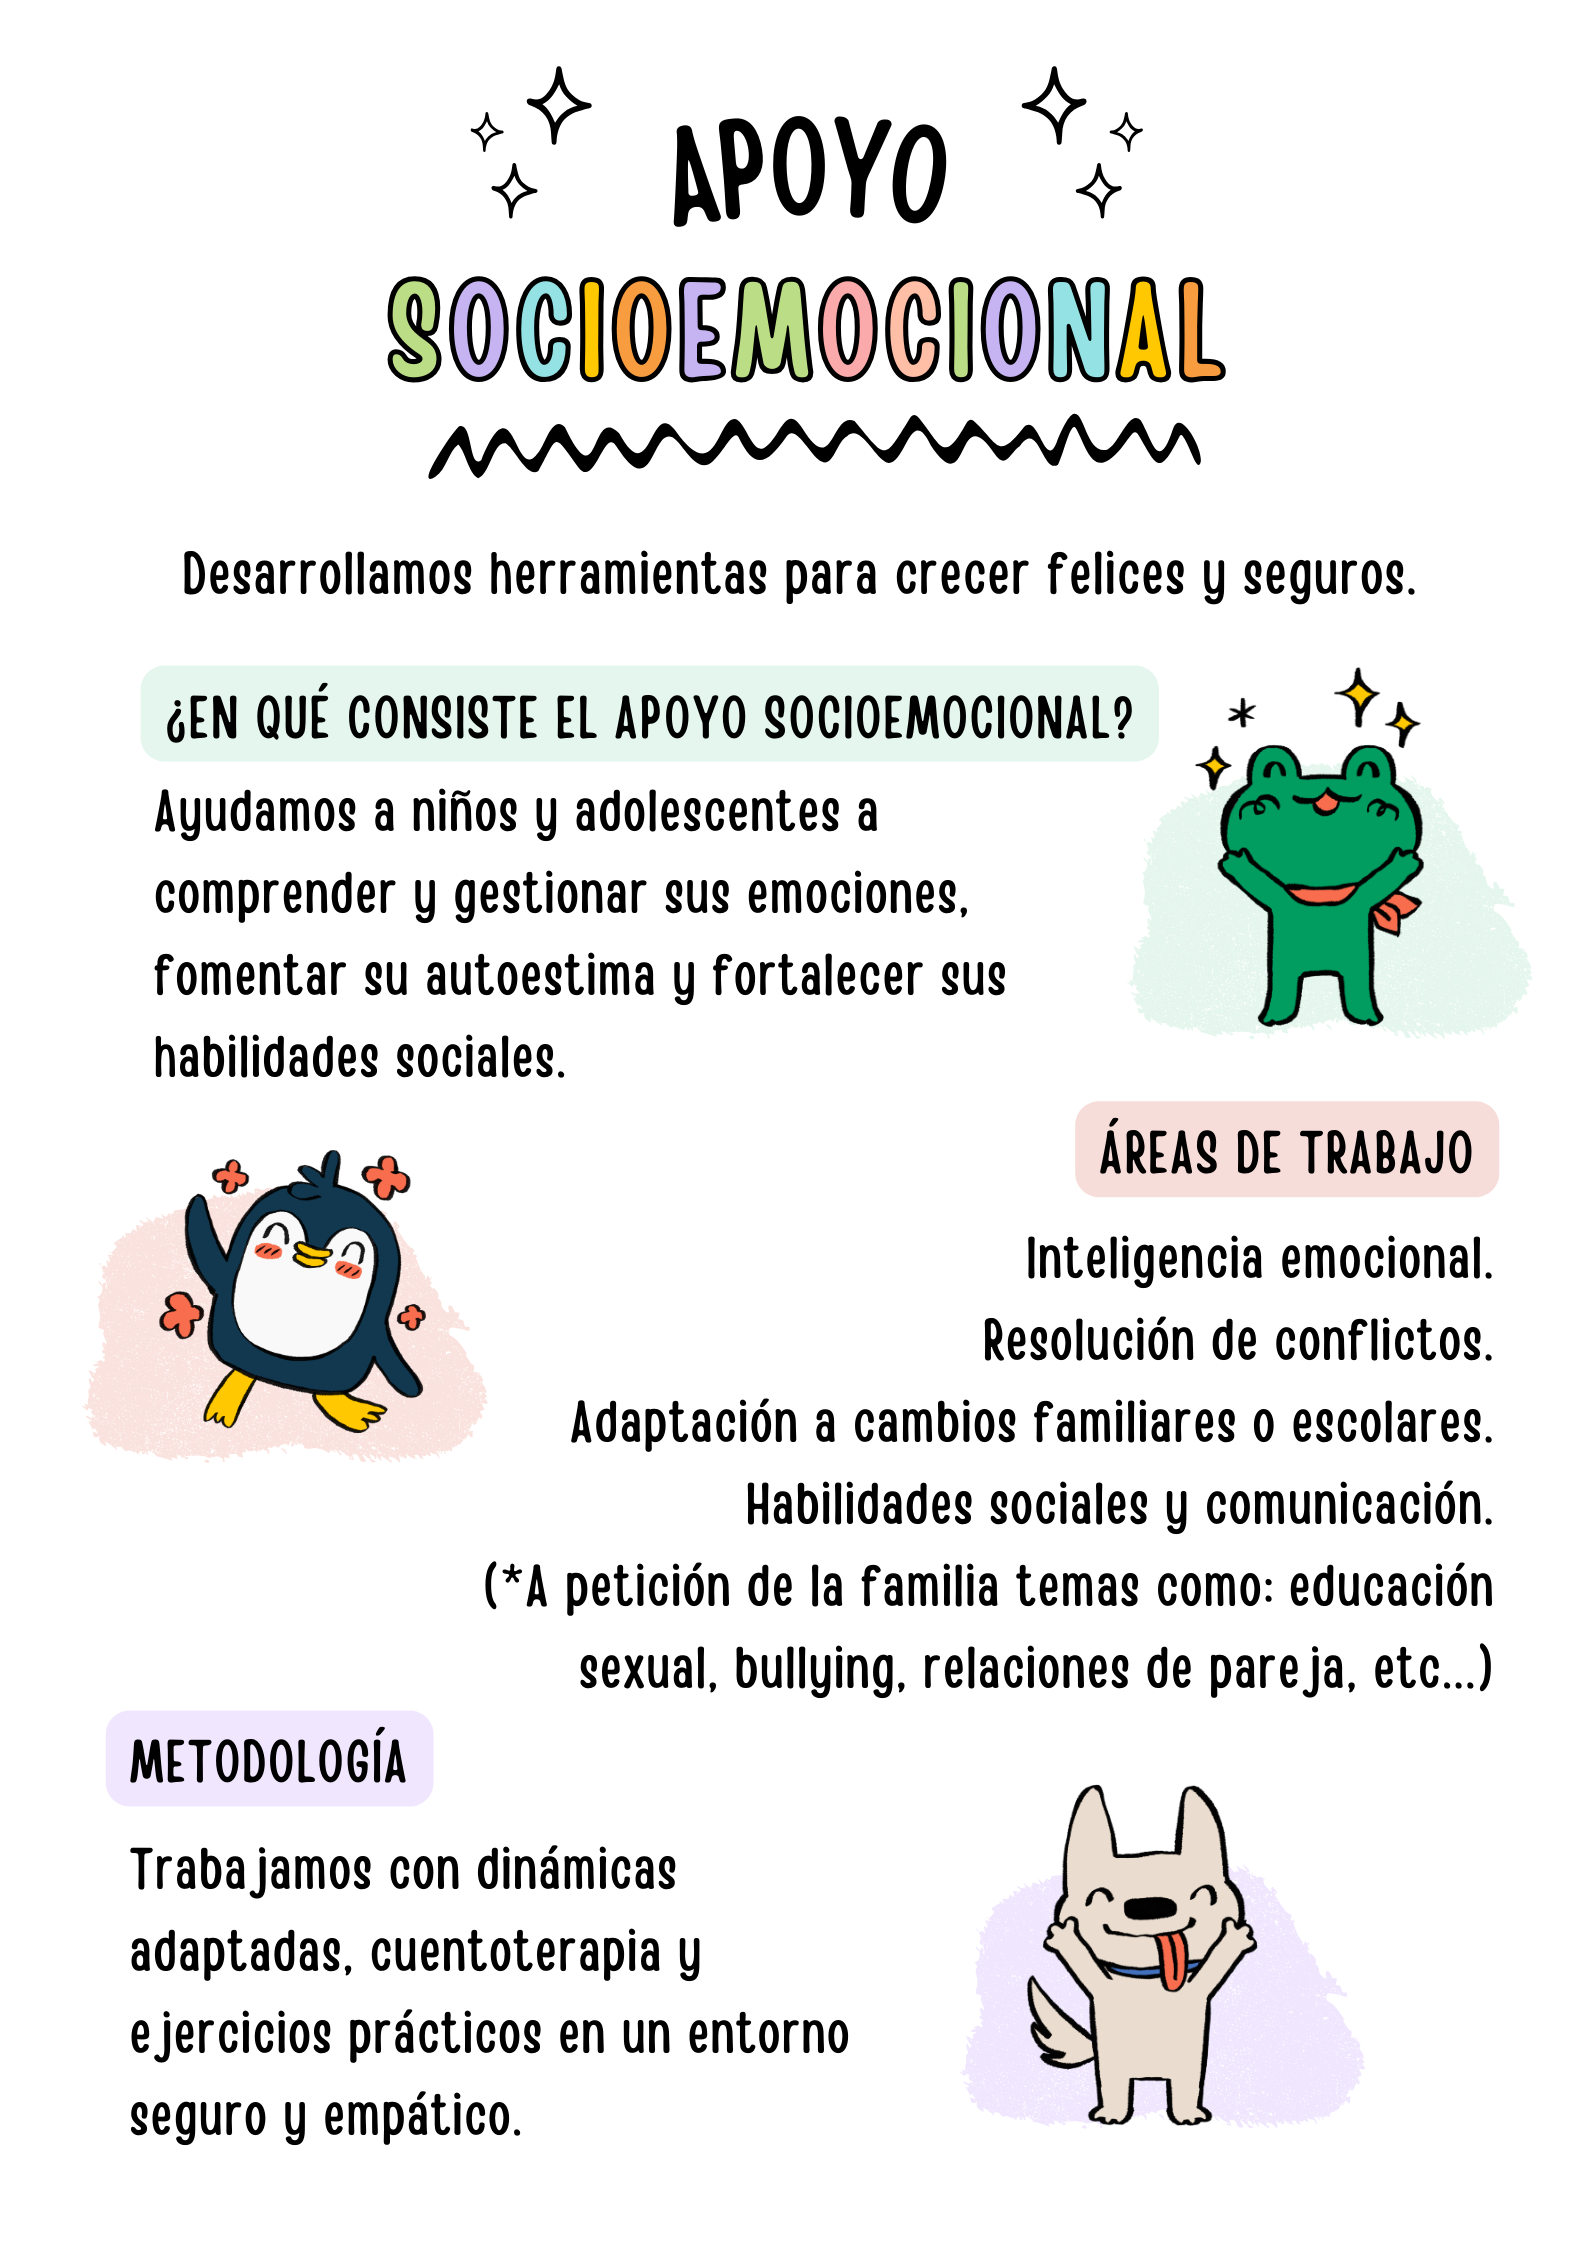 APOYO
SOCIOEMOCIONAL
Desarrollamos herramientas para crecer felices y seguros.
¿EN QUÉ CONSISTE EL APOYO SOCIOEMOCIONAL?
Ayudamos a niños y adolescentes a
comprender y gestionar sus emociones,
fomentar su autoestima y fortalecer sus
habilidades sociales.
ÁREAS DE TRABAJO
Inteligencia emocional.
Resolución de conflictos.
Adaptación a cambios familiares o escolares.
Habilidades sociales y comunicación.
(*A petición de la familia temas como: educación
sexual, bullying, relaciones de pareja, etc...)
METODOLOGÍA
Trabajamos con dinámicas
adaptadas, cuentoterapia y
ejercicios prácticos en un entorno
seguro y empático.